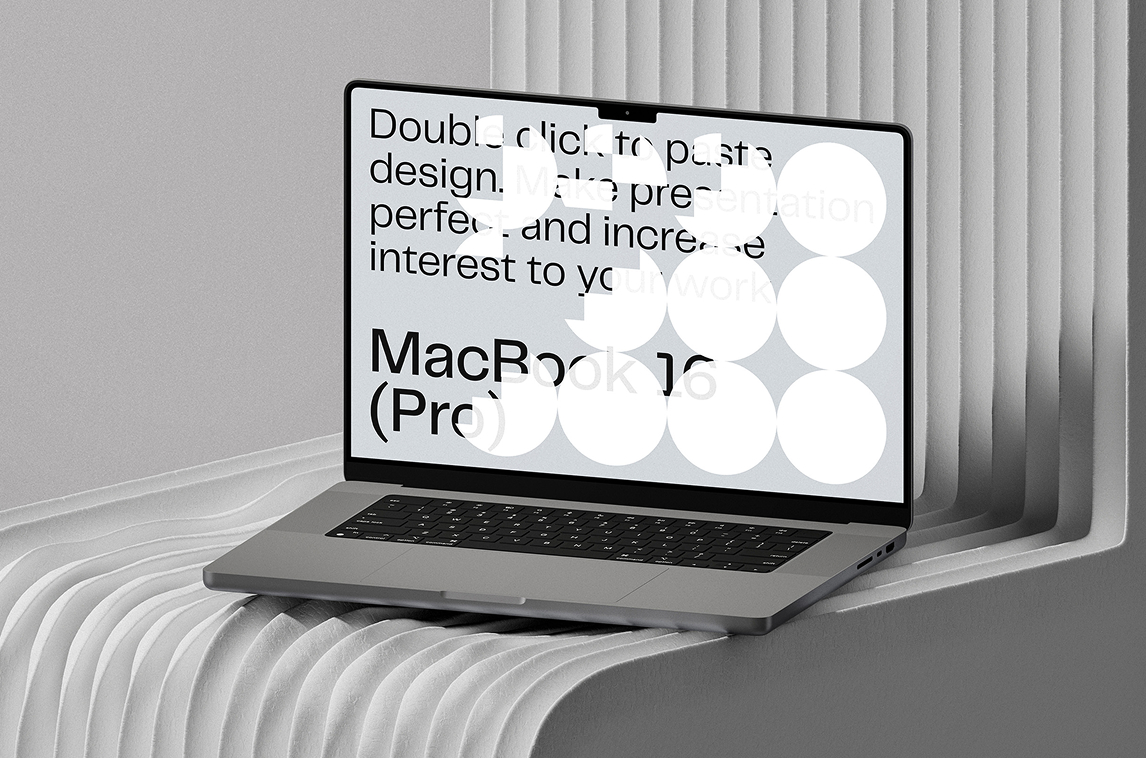 Double click to paste
design. Make presentation
perfect and increase
interest to your work
MacBook 16
(Pro)